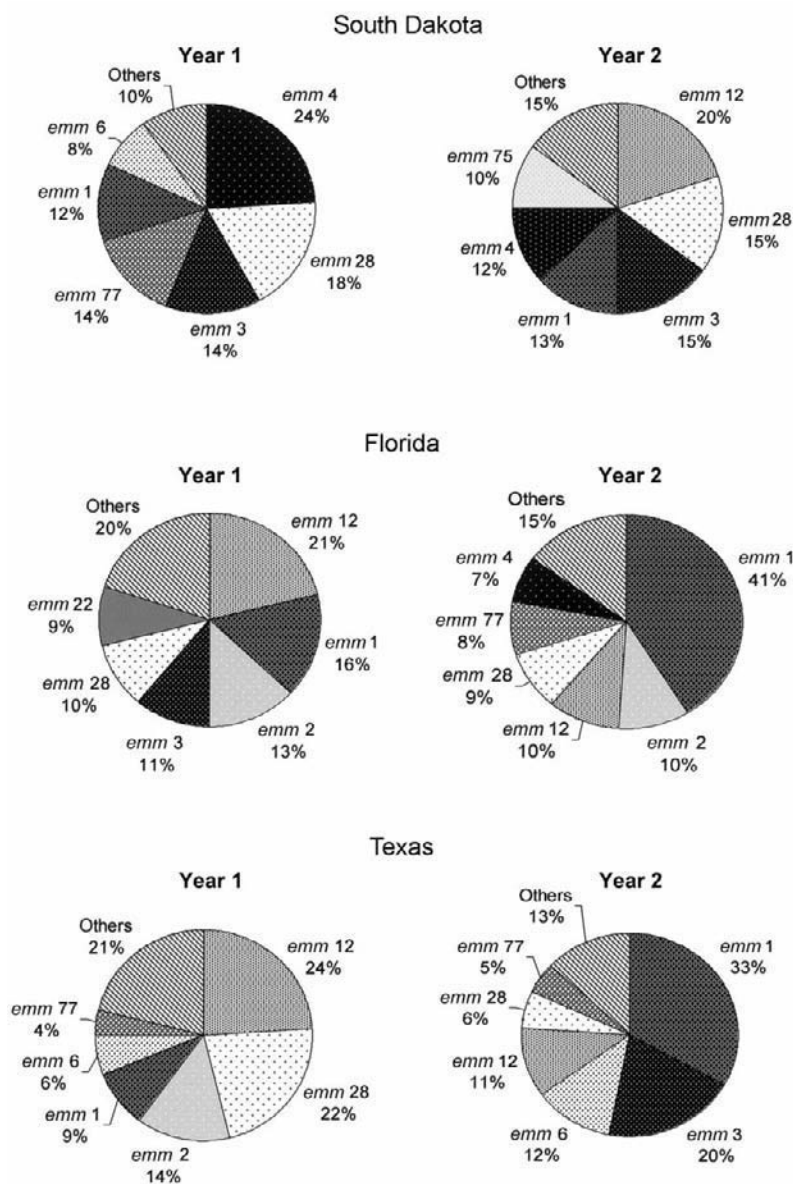 South Dakota
Year 1
Others
10%
emm 4
24%
emm 6
8%
emm 1
12%
emm 28
18%
emm 77
14%
emm 3
14%
Year 2
Others
15%
emm 12
20%
emm 75
10%
emm 28
15%
emm 4
12%
emm 1
13%
emm 3
15%
Florida
Year 1
Others
20%
emm 12
21%
emm 22
9%
emm 1
16%
emm 28
10%
emm 3
11%
emm 2
13%
Year 2
Others
15%
emm 1
41%
emm 4
7%
emm 77
8%
emm 28
9%
emm 12
10%
emm 2
10%
Texas
Year 1
Others
21%
emm 12
24%
emm 77
4%
emm 6
6%
emm 1
9%
emm 28
22%
emm 2
14%
Year 2
Others
13%
emm 1
33%
emm 77
5%
emm 28
6%
emm 12
11%
emm 6
12%
emm 3
20%